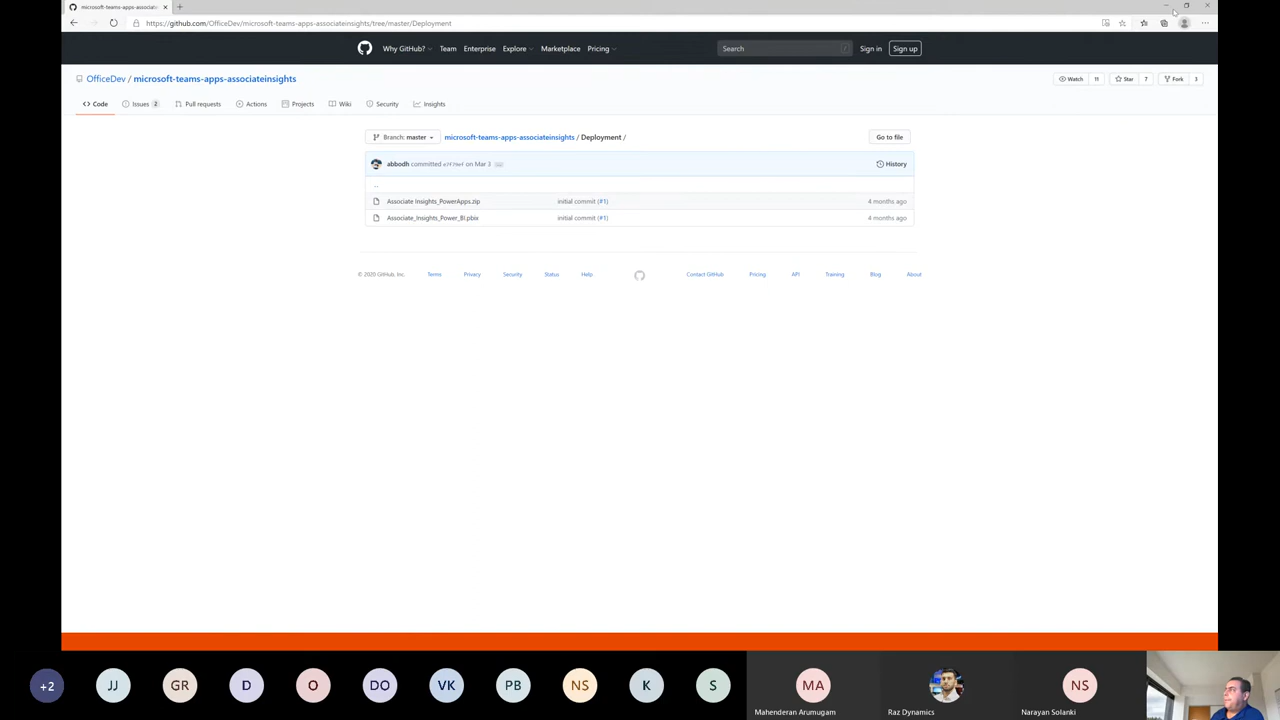 microsoft-teams-apps-associatei
https://github.com/OfficeDev/microsoft-teams-apps-associateinsights/tree/master/Deployment
Why GitHub? Team Enterprise Explore Marketplace Pricing Search / Sign in Sign up
OfficeDev / microsoft-teams-apps-associateinsights Watch 11 Star 7 Fork 3
Code Issues 2 Pull requests Actions Projects Wiki Security Insights
Branch: master microsoft-teams-apps-associateinsights / Deployment / Go to file
abbodh committed on Mar 3 History
..
Associate Insights_PowerApps.zip initial commit (#1) 4 months ago
Associate_Insights_Power_BI.pbix initial commit (#1) 4 months ago
© 2020 GitHub, Inc. Terms Privacy Security Status Help Contact GitHub Pricing API Training Blog About
+2 JJ GR D O DO VK PB NS K S MA NS
Mahenderan Arumugam Raz Dynamics Narayan Solanki